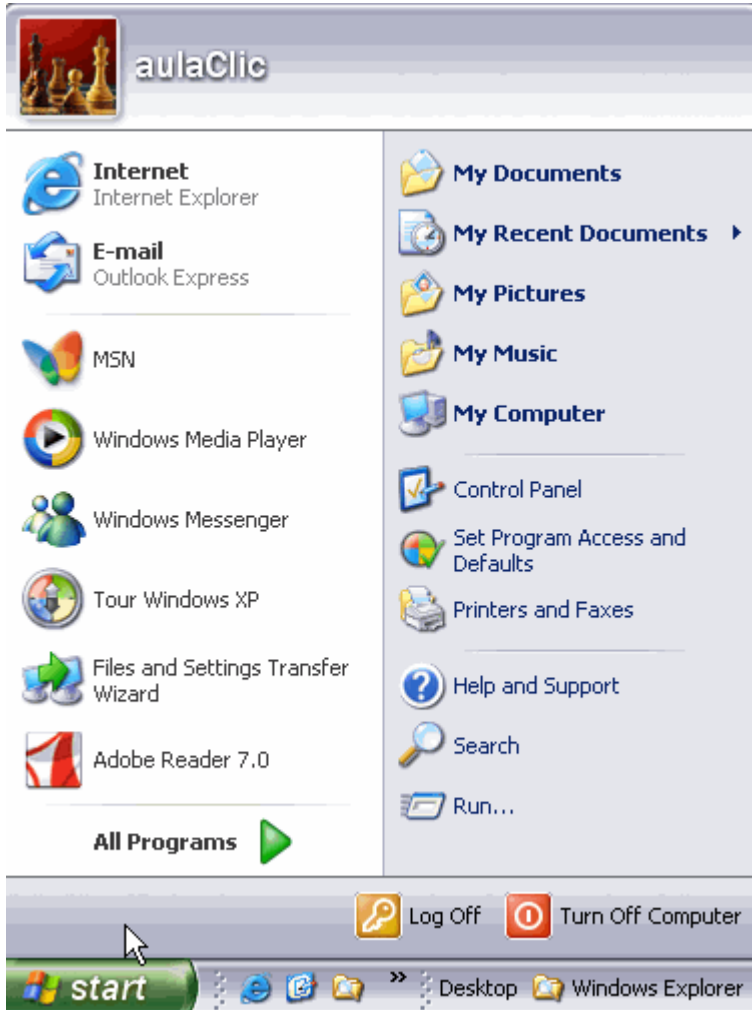 aulaClic
Internet
Internet Explorer
E-mail
Outlook Express
MSN
Windows Media Player
Windows Messenger
Tour Windows XP
Files and Settings Transfer
Wizard
Adobe Reader 7.0
All Programs
My Documents
My Recent Documents
My Pictures
My Music
My Computer
Control Panel
Set Program Access and
Defaults
Printers and Faxes
Help and Support
Search
Run...
Log Off
Turn Off Computer
start
»
Desktop
Windows Explorer